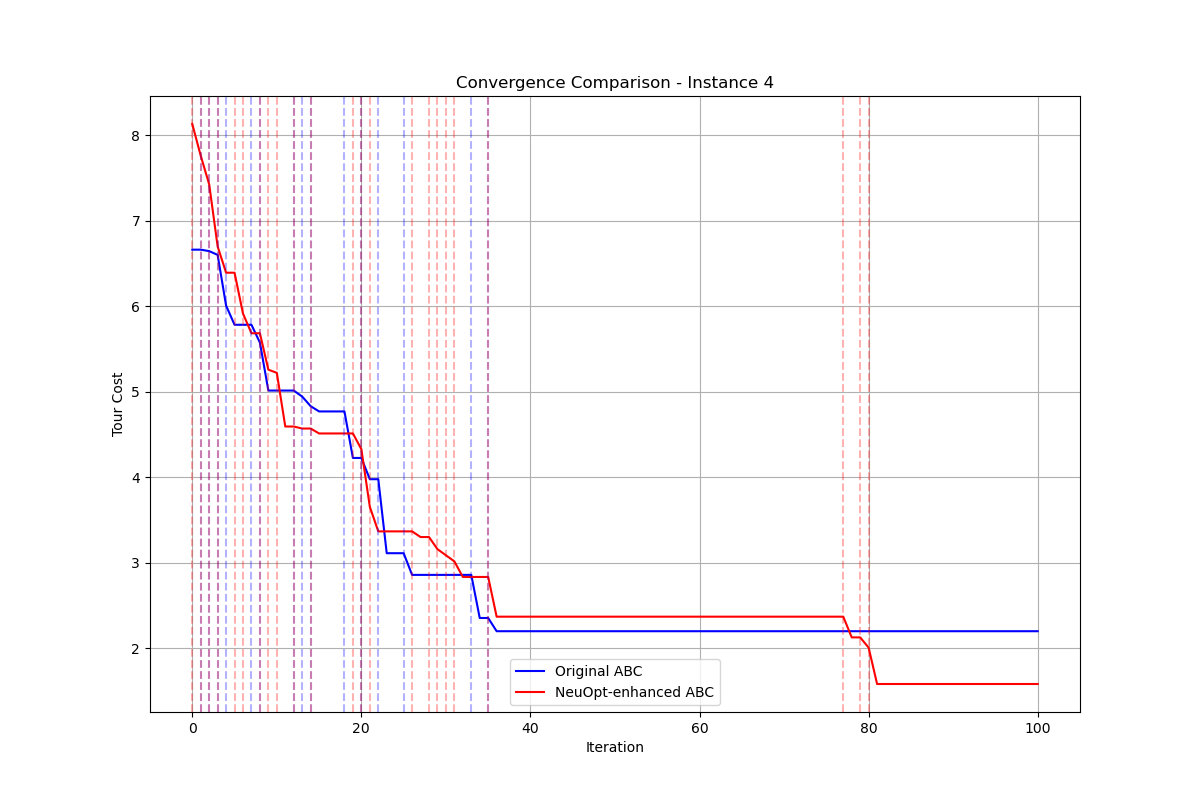 Convergence Comparison - Instance 4
8
7
6
5
4
3
2
Tour Cost
Original ABC
NeuOpt-enhanced ABC
0 20 40 60 80 100
Iteration